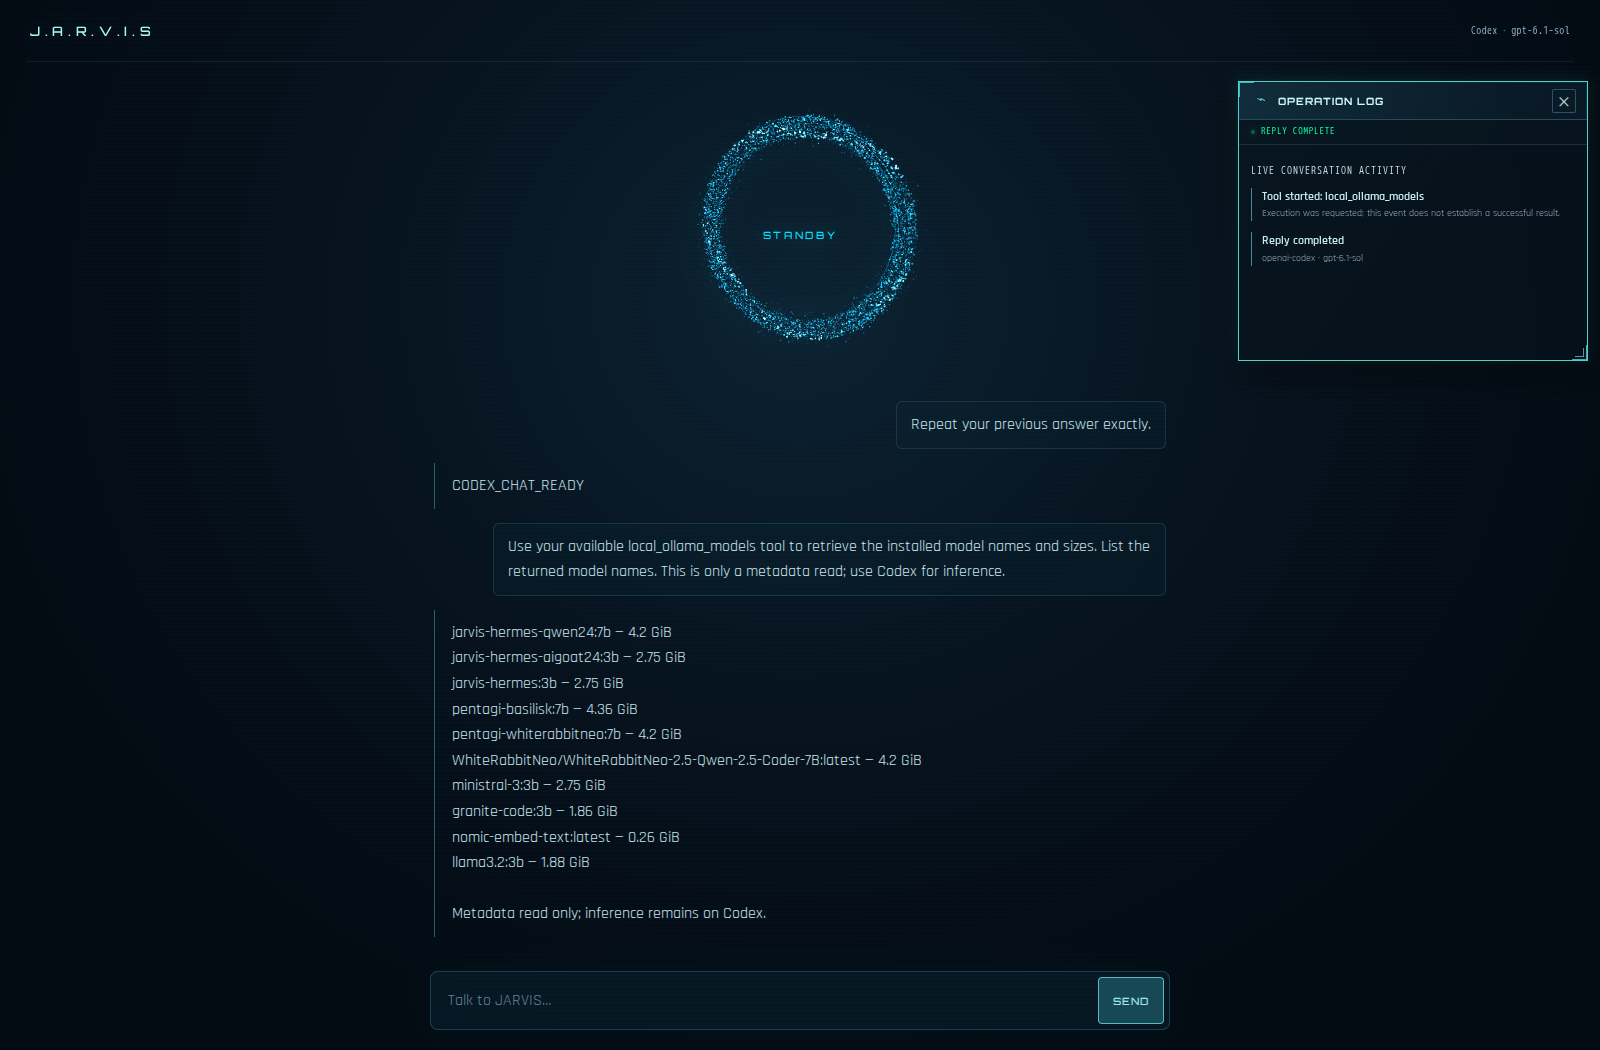 J.A.R.V.I.S
Codex · gpt-6.1-sol
OPERATION LOG
REPLY COMPLETE
LIVE CONVERSATION ACTIVITY
Tool started: local_ollama_models
Execution was requested; this event does not establish a successful result.
Reply completed
openai-codex · gpt-6.1-sol
STANDBY
Repeat your previous answer exactly.
CODEX_CHAT_READY
Use your available local_ollama_models tool to retrieve the installed model names and sizes. List the
returned model names. This is only a metadata read; use Codex for inference.
jarvis-hermes-qwen24:7b – 4.2 GiB
jarvis-hermes-aigoat24:3b – 2.75 GiB
jarvis-hermes:3b – 2.75 GiB
pentagi-basilisk:7b – 4.36 GiB
pentagi-whiterabbitneo:7b – 4.2 GiB
WhiteRabbitNeo/WhiteRabbitNeo-2.5-Qwen-2.5-Coder-7B:latest – 4.2 GiB
ministral-3:3b – 2.75 GiB
granite-code:3b – 1.86 GiB
nomic-embed-text:latest – 0.26 GiB
llama3.2:3b – 1.88 GiB
Metadata read only; inference remains on Codex.
Talk to JARVIS...
SEND